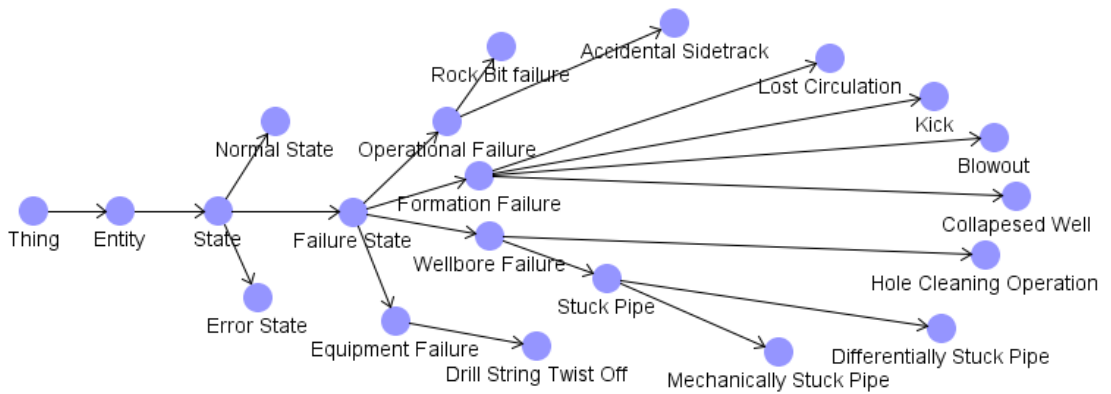 Accidental Sidetrack
Rock Bit failure
Lost Circulation
Kick
Normal State
Operational Failure
Blowout
Formation Failure
Collapesed Well
Thing
Entity
State
Failure State
Wellbore Failure
Hole Cleaning Operation
Stuck Pipe
Error State
Equipment Failure
Differentially Stuck Pipe
Drill String Twist Off
Mechanically Stuck Pipe